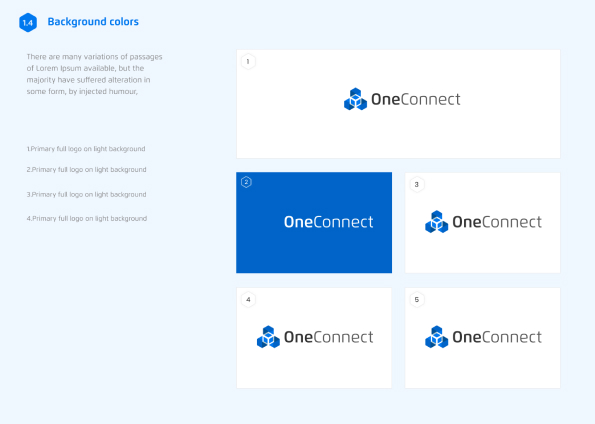 1.4
Background colors
There are many variations of passages
of Lorem Ipsum available, but the
majority have suffered alteration in
some form, by injected humour,
1.Primary full logo on light background
2.Primary full logo on light background
3.Primary full logo on light background
4.Primary full logo on light background
1
OneConnect
2
OneConnect
3
OneConnect
4
OneConnect
5
OneConnect